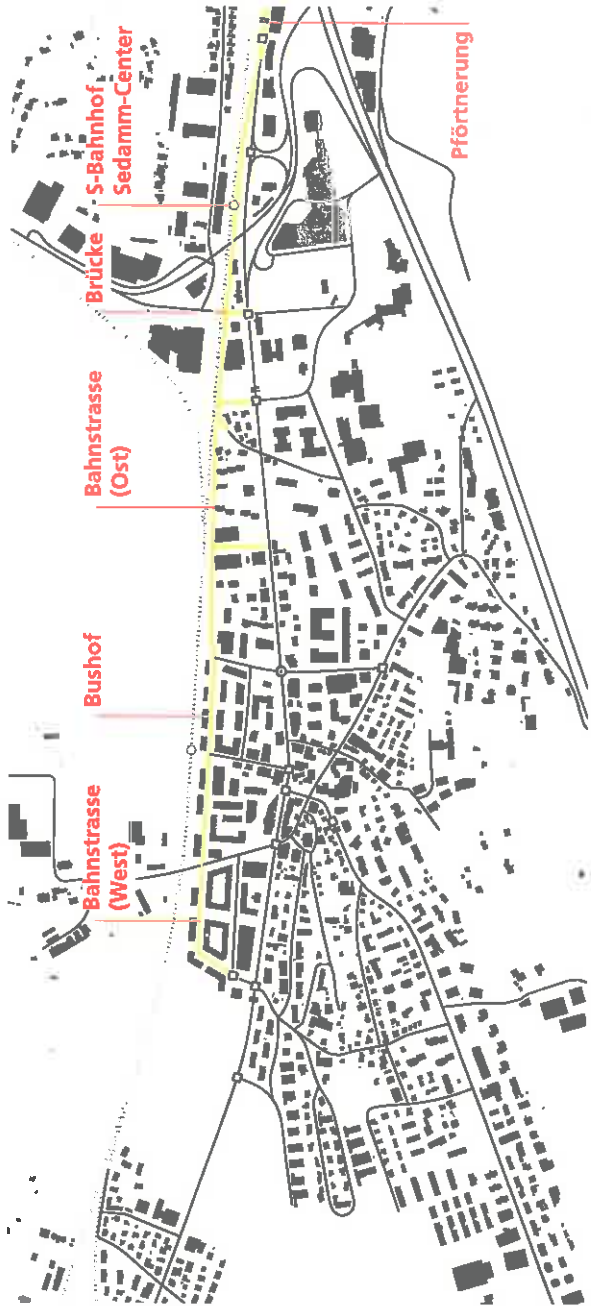 Bahnstrasse
(West)
Bushof
Bahnstrasse
(Ost)
Brücke
S-Bahnhof
Sedamm-Center
Pförtnerung